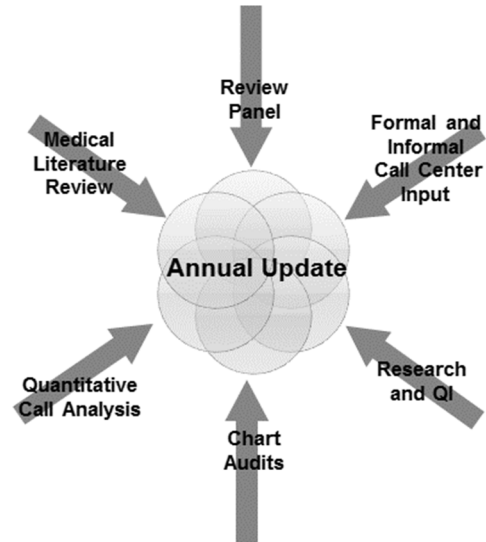 Review
Panel
Medical
Literature
Review
Formal and
Informal
Call Center
Input
Annual Update
Quantitative
Call Analysis
Research
and QI
Chart
Audits